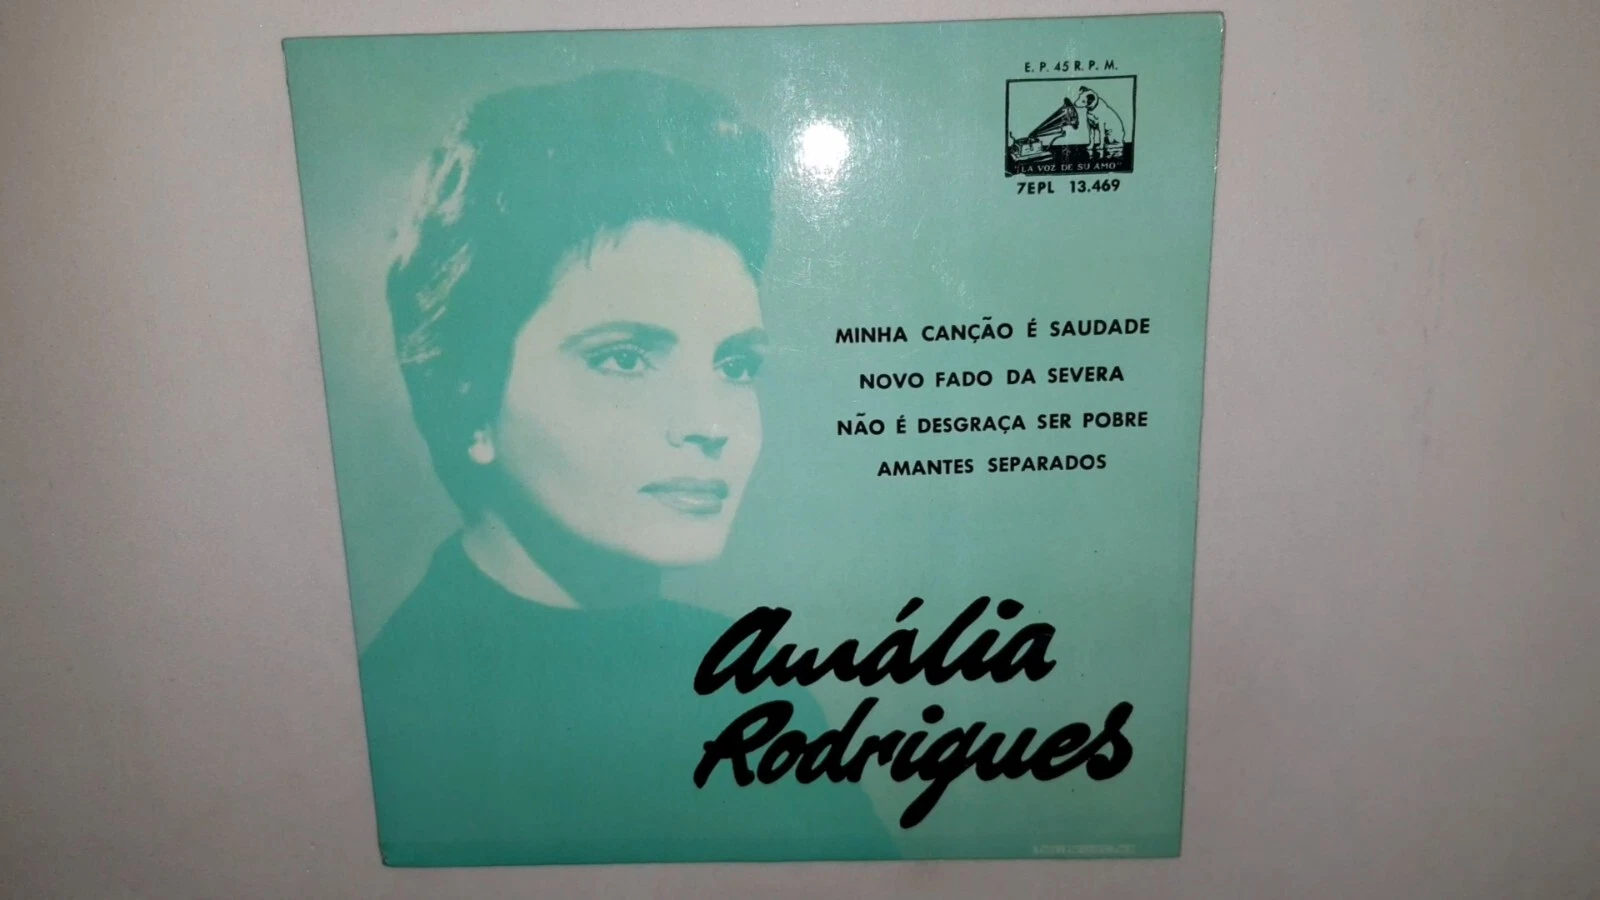 E. P. 45 R. P. M.
"LA VOZ DE SU AMO"
7EPL 13.469
MINHA CANÇÃO É SAUDADE
NOVO FADO DA SEVERA
NÃO É DESGRAÇA SER POBRE
AMANTES SEPARADOS
Amália
Rodrigues